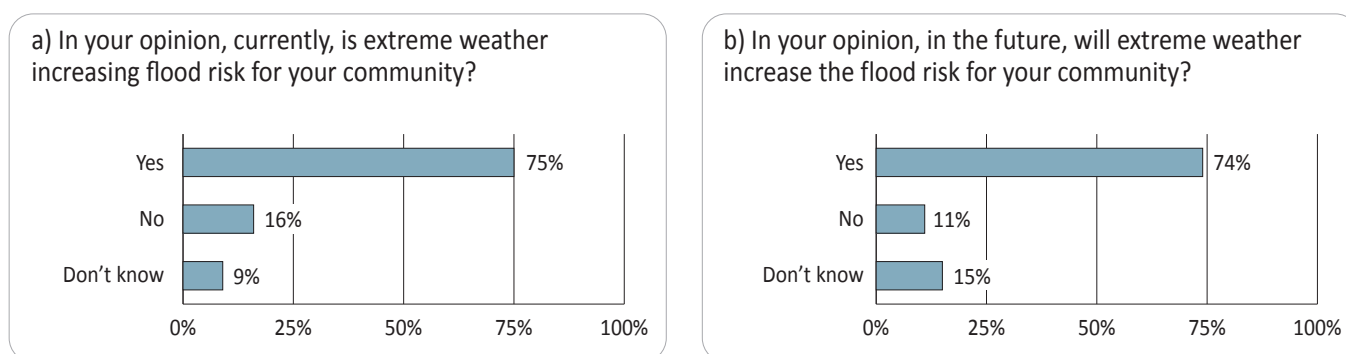 a) In your opinion, currently, is extreme weather
increasing flood risk for your community?
Yes
75%
No
16%
Don’t know
9%
0%
25%
50%
75%
100%
b) In your opinion, in the future, will extreme weather
increase the flood risk for your community?
Yes
74%
No
11%
Don’t know
15%
0%
25%
50%
75%
100%